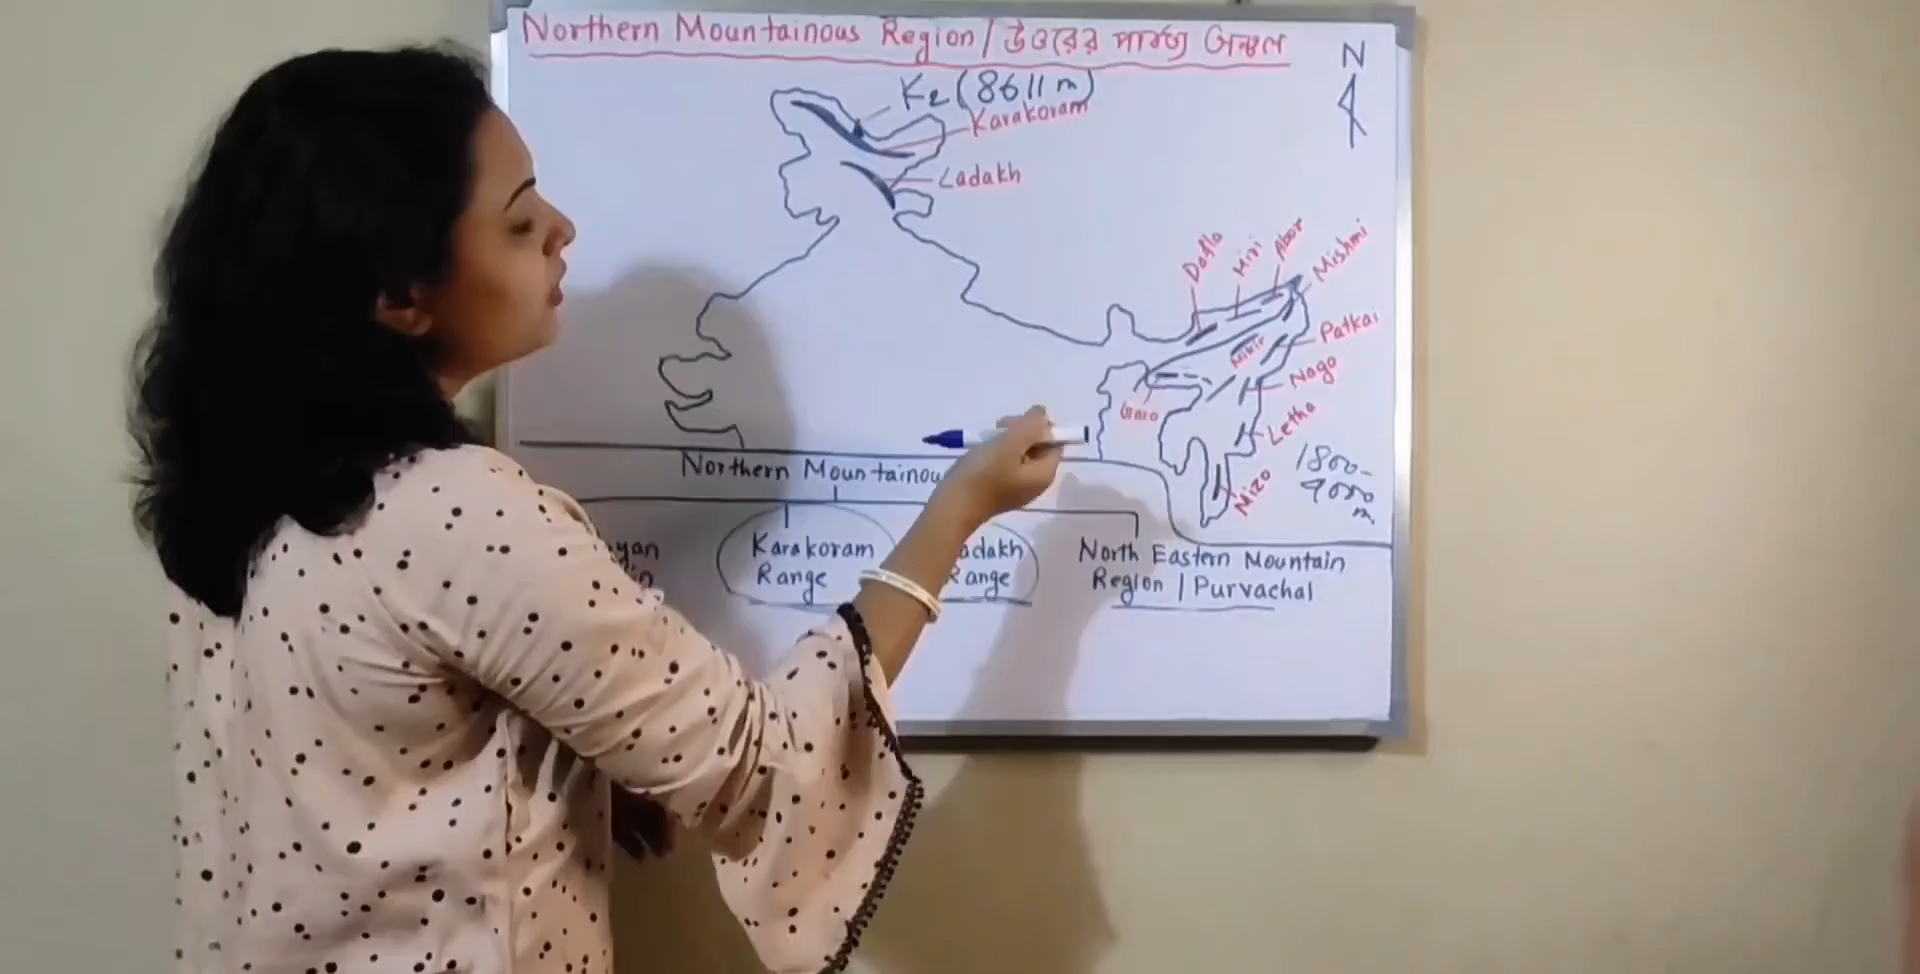 Northern Mountainous Region / উত্তরের পার্বত্য অঞ্চল
N
K2 (8611 m)
Karakoram
Ladakh
Dafla
Miri
Abor
Mishmi
Patkai
Mikir
Naga
Garo
Letha
Mizo
1800-
m.
Northern Mountainou
yan
Karakoram
Range
adakh
Range
North Eastern Mountain
Region / Purvachal